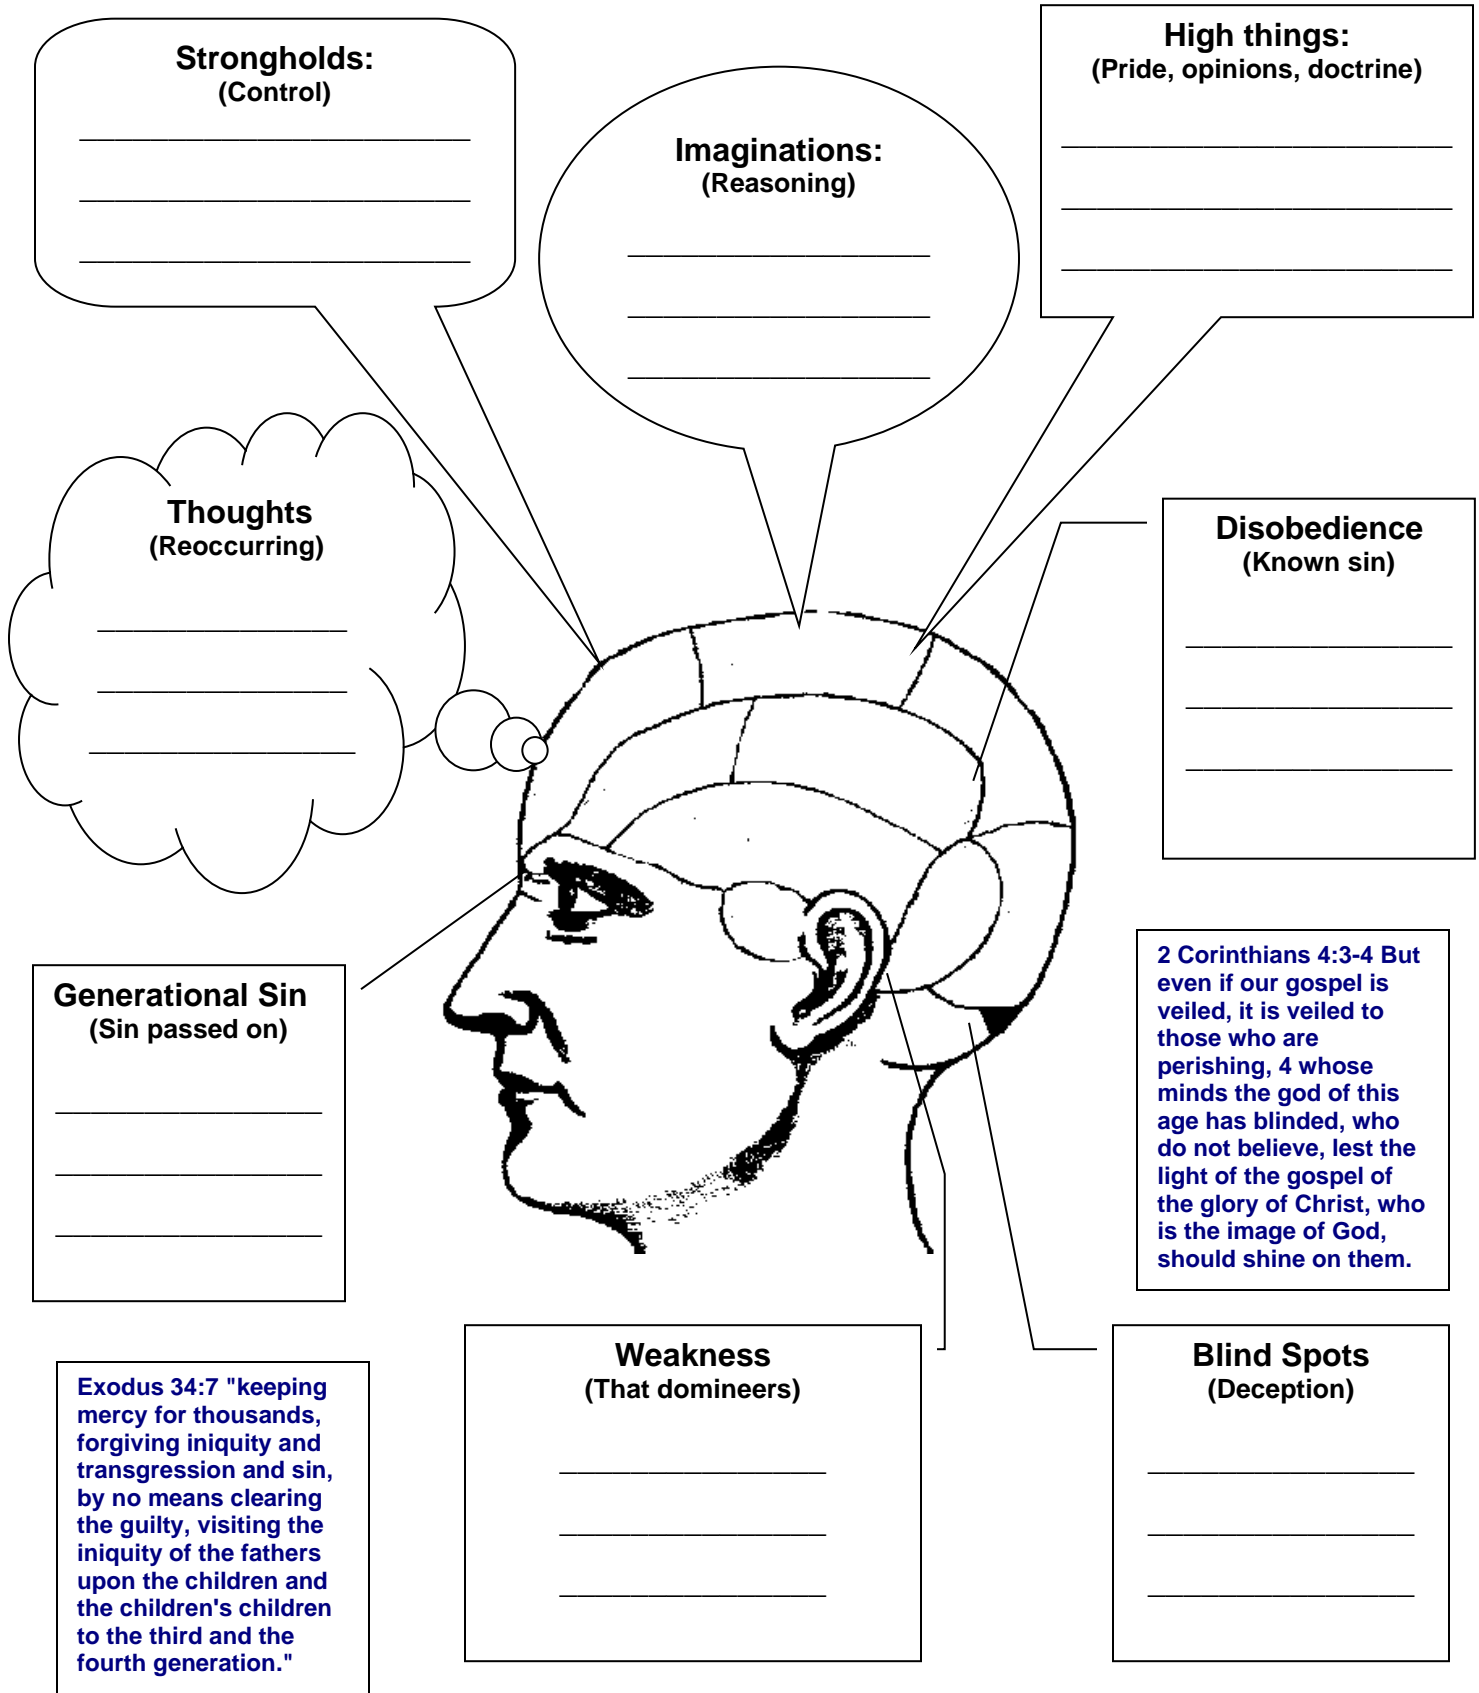 Strongholds:
(Control)
High things:
(Pride, opinions, doctrine)
Imaginations:
(Reasoning)
Thoughts
(Reoccurring)
Disobedience
(Known sin)
Generational Sin
(Sin passed on)
2 Corinthians 4:3-4 But
even if our gospel is
veiled, it is veiled to
those who are
perishing, 4 whose
minds the god of this
age has blinded, who
do not believe, lest the
light of the gospel of
the glory of Christ, who
is the image of God,
should shine on them.
Weakness
(That domineers)
Blind Spots
(Deception)
Exodus 34:7 "keeping
mercy for thousands,
forgiving iniquity and
transgression and sin,
by no means clearing
the guilty, visiting the
iniquity of the fathers
upon the children and
the children's children
to the third and the
fourth generation."